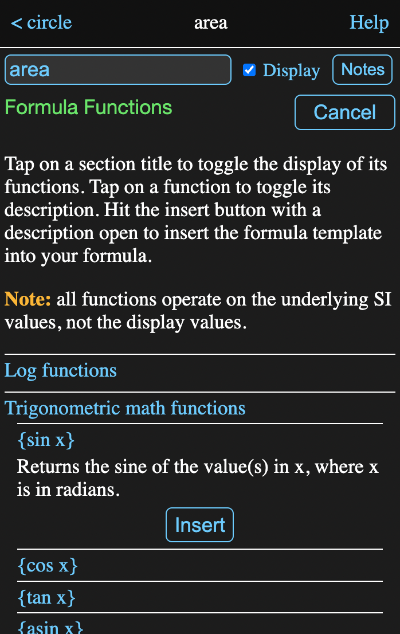 < circle area Help
area Display Notes
Formula Functions Cancel
Tap on a section title to toggle the display of its
functions. Tap on a function to toggle its
description. Hit the insert button with a
description open to insert the formula template
into your formula.
Note: all functions operate on the underlying SI
values, not the display values.
Log functions
Trigonometric math functions
{sin x}
Returns the sine of the value(s) in x, where x
is in radians.
Insert
{cos x}
{tan x}
{asin x}